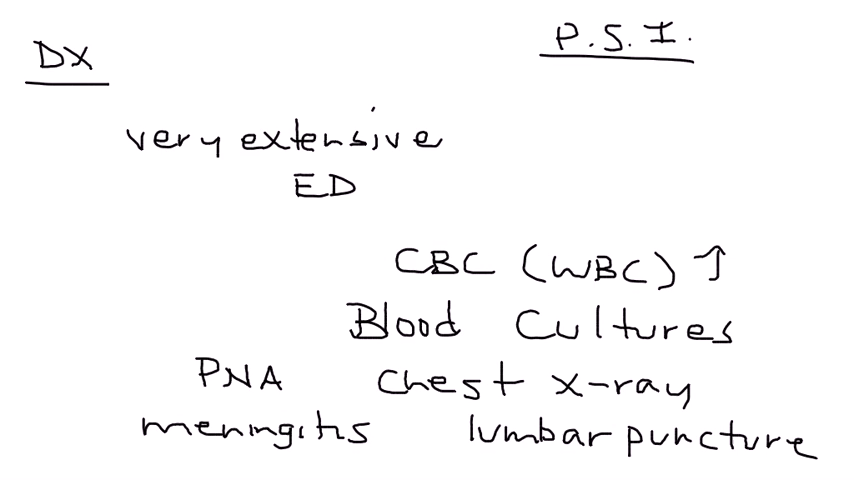 DX
P.S.I.
very extensive
ED
CBC (WBC) ↑
Blood Cultures
PNA chest x-ray
meningitis lumbar puncture